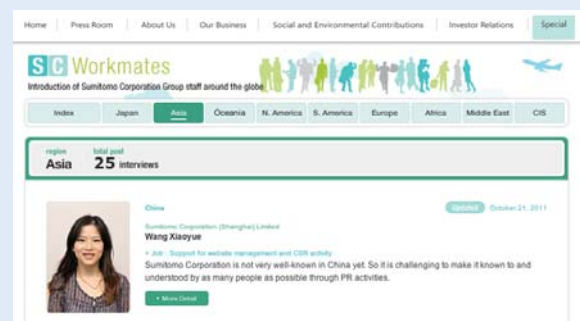 Home Press Room About Us Our Business Social and Environmental Contributions Investor Relations Special
SC Workmates
Introduction of Sumitomo Corporation Group staff around the globe
Index Japan Asia Oceania N. America S. America Europe Africa Middle East CIS
region total post
Asia 25 interviews
China Updated October 21, 2011
Sumitomo Corporation (Shanghai) Limited
Wang Xiaoyue
+ Job : Support for website management and CSR activity
Sumitomo Corporation is not very well-known in China yet. So it is challenging to make it known to and
understood by as many people as possible through PR activities.
+ More Detail